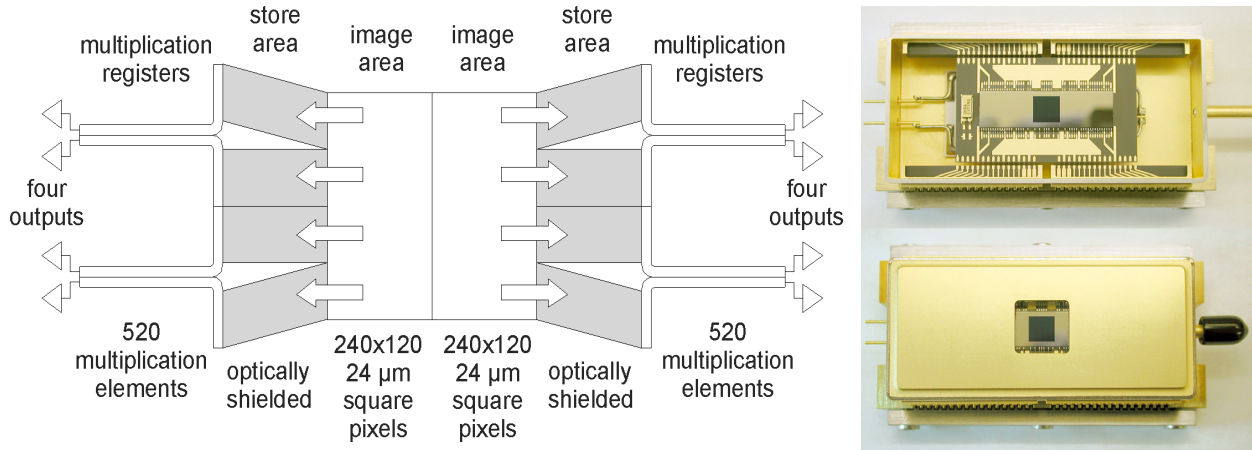 store
area
image
area
image
area
store
area
multiplication
registers
multiplication
registers
four
outputs
four
outputs
520
multiplication
elements
optically
shielded
240x120
24 µm
square
pixels
240x120
24 µm
square
pixels
optically
shielded
520
multiplication
elements